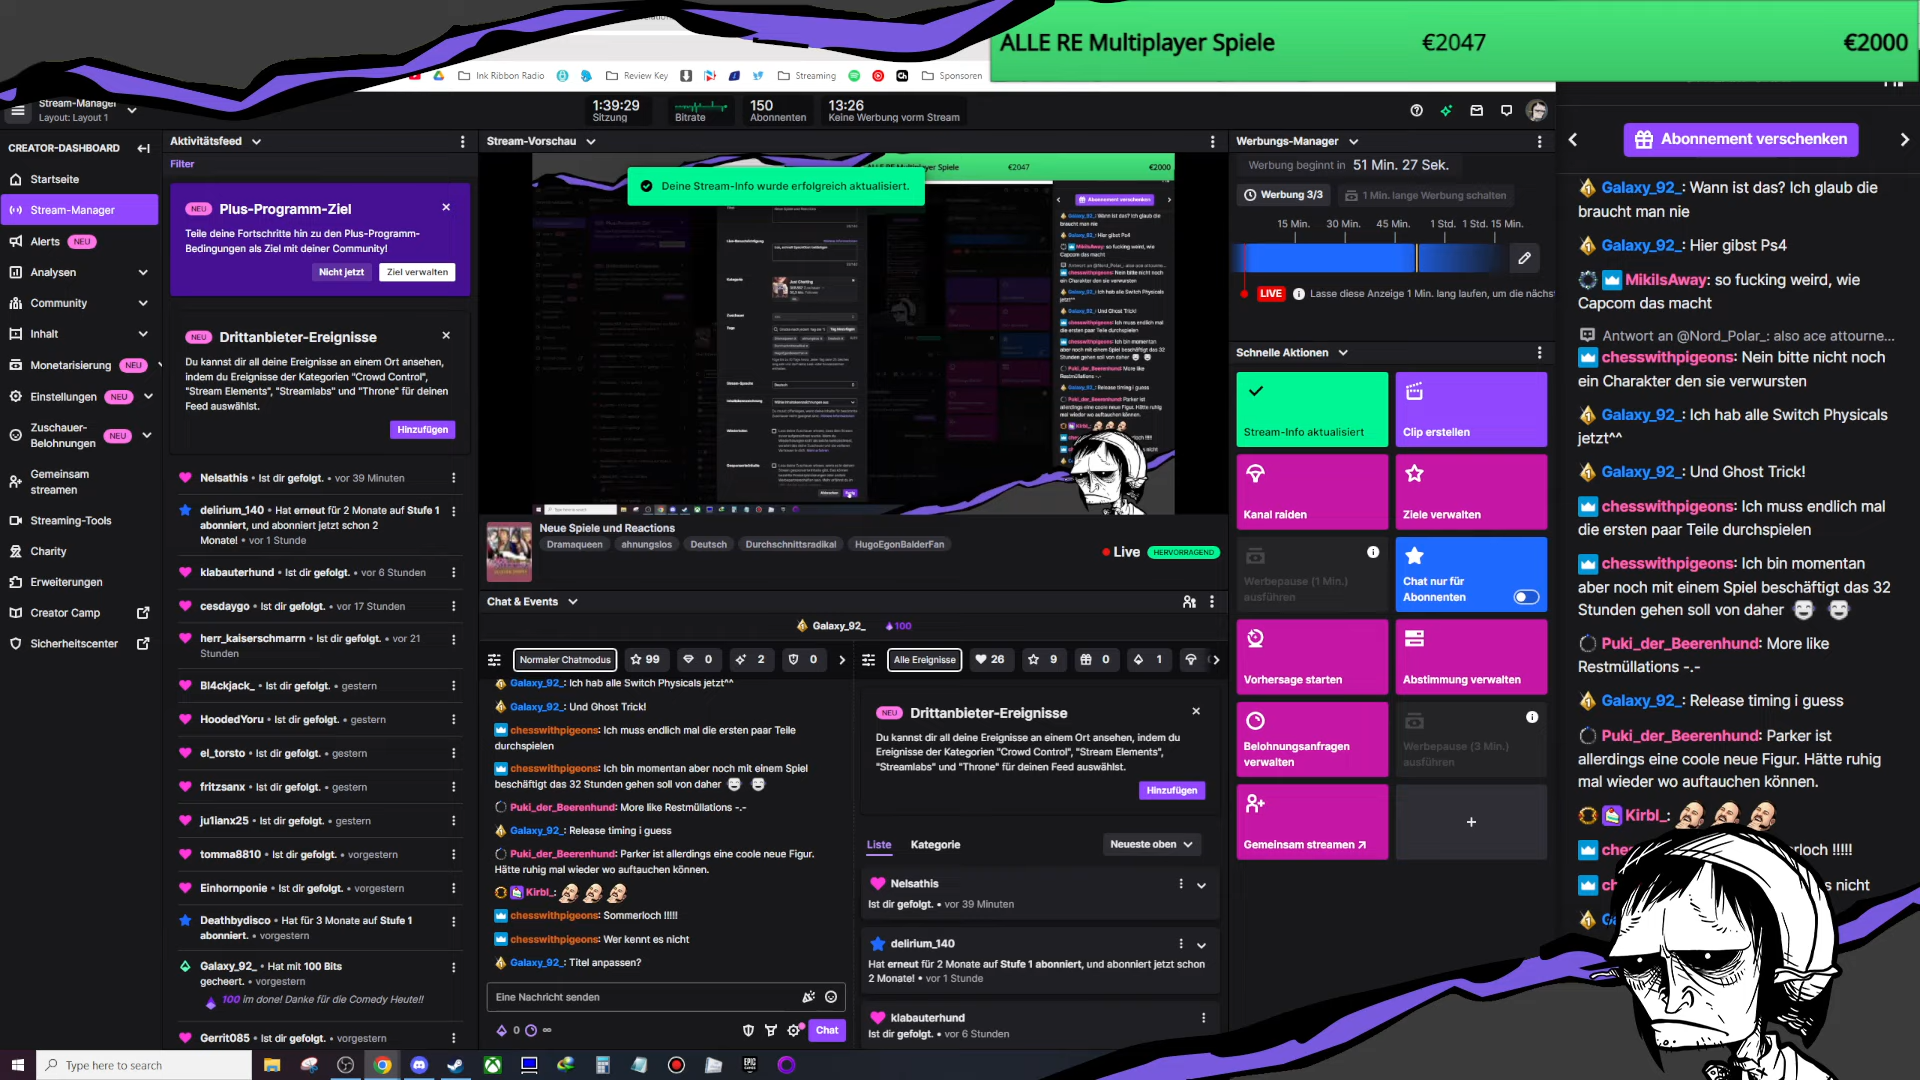 ALLE RE Multiplayer Spiele €2047 €2000
Ink Ribbon Radio
Review Key
Streaming
Sponsoren
Stream-Manager
Layout: Layout 1
1:39:29
Sitzung
Bitrate
150
Abonnenten
13:26
Keine Werbung vorm Stream
CREATOR-DASHBOARD
Startseite
Stream-Manager
Alerts NEU
Analysen
Community
Inhalt
Monetarisierung NEU
Einstellungen NEU
Zuschauer-
Belohnungen NEU
Gemeinsam
streamen
Streaming-Tools
Charity
Erweiterungen
Creator Camp
Sicherheitscenter
Aktivitätsfeed
Filter
NEU Plus-Programm-Ziel
Teile deine Fortschritte hin zu den Plus-Programm-
Bedingungen als Ziel mit deiner Community!
Nicht jetzt
Ziel verwalten
NEU Drittanbieter-Ereignisse
Du kannst dir all deine Ereignisse an einem Ort ansehen,
indem du Ereignisse der Kategorien "Crowd Control",
"Stream Elements", "Streamlabs" und "Throne" für deinen
Feed auswählst.
Hinzufügen
Nelsathis • Ist dir gefolgt. • vor 39 Minuten
delirium_140 • Hat erneut für 2 Monate auf Stufe 1
abonniert, und abonniert jetzt schon 2
Monate! • vor 1 Stunde
klabauterhund • Ist dir gefolgt. • vor 6 Stunden
cesdaygo • Ist dir gefolgt. • vor 17 Stunden
herr_kaiserschmarrn • Ist dir gefolgt. • vor 21
Stunden
Bl4ckjack_ • Ist dir gefolgt. • gestern
HoodedYoru • Ist dir gefolgt. • gestern
el_torsto • Ist dir gefolgt. • gestern
fritzsanx • Ist dir gefolgt. • gestern
ju1ianx25 • Ist dir gefolgt. • gestern
tomma8810 • Ist dir gefolgt. • vorgestern
Einhornponie • Ist dir gefolgt. • vorgestern
Deathbydisco • Hat für 3 Monate auf Stufe 1
abonniert. • vorgestern
Galaxy_92_ • Hat mit 100 Bits
gecheert. • vorgestern
100 im done! Danke für die Comedy Heute!!
Gerrit085 • Ist dir gefolgt. • vorgestern
Stream-Vorschau
Deine Stream-Info wurde erfolgreich aktualisiert.
Neue Spiele und Reactions
Dramaqueen
ahnungslos
Deutsch
Durchschnittsradikal
HugoEgonBalderFan
Live
HERVORRAGEND
Chat & Events
Galaxy_92_ 100
Normaler Chatmodus 99 0 2 0
Galaxy_92_: Ich hab alle Switch Physicals jetzt^^
Galaxy_92_: Und Ghost Trick!
chesswithpigeons: Ich muss endlich mal die ersten paar Teile
durchspielen
chesswithpigeons: Ich bin momentan aber noch mit einem Spiel
beschäftigt das 32 Stunden gehen soll von daher
Puki_der_Beerenhund: More like Restmüllations -.-
Galaxy_92_: Release timing i guess
Puki_der_Beerenhund: Parker ist allerdings eine coole neue Figur.
Hätte ruhig mal wieder wo auftauchen können.
Kirbl_:
chesswithpigeons: Sommerloch !!!!!
chesswithpigeons: Wer kennt es nicht
Galaxy_92_: Titel anpassen?
Eine Nachricht senden
0 ∞
Chat
Alle Ereignisse 26 9 0 1
NEU Drittanbieter-Ereignisse
Du kannst dir all deine Ereignisse an einem Ort ansehen, indem du
Ereignisse der Kategorien "Crowd Control", "Stream Elements",
"Streamlabs" und "Throne" für deinen Feed auswählst.
Hinzufügen
Liste
Kategorie
Neueste oben
Nelsathis
Ist dir gefolgt. • vor 39 Minuten
delirium_140
Hat erneut für 2 Monate auf Stufe 1 abonniert, und abonniert jetzt schon
2 Monate! • vor 1 Stunde
klabauterhund
Ist dir gefolgt. • vor 6 Stunden
Werbungs-Manager
Werbung beginnt in 51 Min. 27 Sek.
Werbung 3/3
1 Min. lange Werbung schalten
15 Min. 30 Min. 45 Min. 1 Std. 1 Std. 15 Min.
LIVE Lasse diese Anzeige 1 Min. lang laufen, um die nächst
Schnelle Aktionen
Stream-Info aktualisiert
Clip erstellen
Kanal raiden
Ziele verwalten
Werbepause (1 Min.)
ausführen
Chat nur für
Abonnenten
Vorhersage starten
Abstimmung verwalten
Belohnungsanfragen
verwalten
Werbepause (3 Min.)
ausführen
Gemeinsam streamen
+
Abonnement verschenken
Galaxy_92_: Wann ist das? Ich glaub die
braucht man nie
Galaxy_92_: Hier gibst Ps4
MikilsAway: so fucking weird, wie
Capcom das macht
Antwort an @Nord_Polar_: also ace attourne...
chesswithpigeons: Nein bitte nicht noch
ein Charakter den sie verwursten
Galaxy_92_: Ich hab alle Switch Physicals
jetzt^^
Galaxy_92_: Und Ghost Trick!
chesswithpigeons: Ich muss endlich mal
die ersten paar Teile durchspielen
chesswithpigeons: Ich bin momentan
aber noch mit einem Spiel beschäftigt das 32
Stunden gehen soll von daher
Puki_der_Beerenhund: More like
Restmüllations -.-
Galaxy_92_: Release timing i guess
Puki_der_Beerenhund: Parker ist
allerdings eine coole neue Figur. Hätte ruhig
mal wieder wo auftauchen können.
Kirbl_:
Type here to search